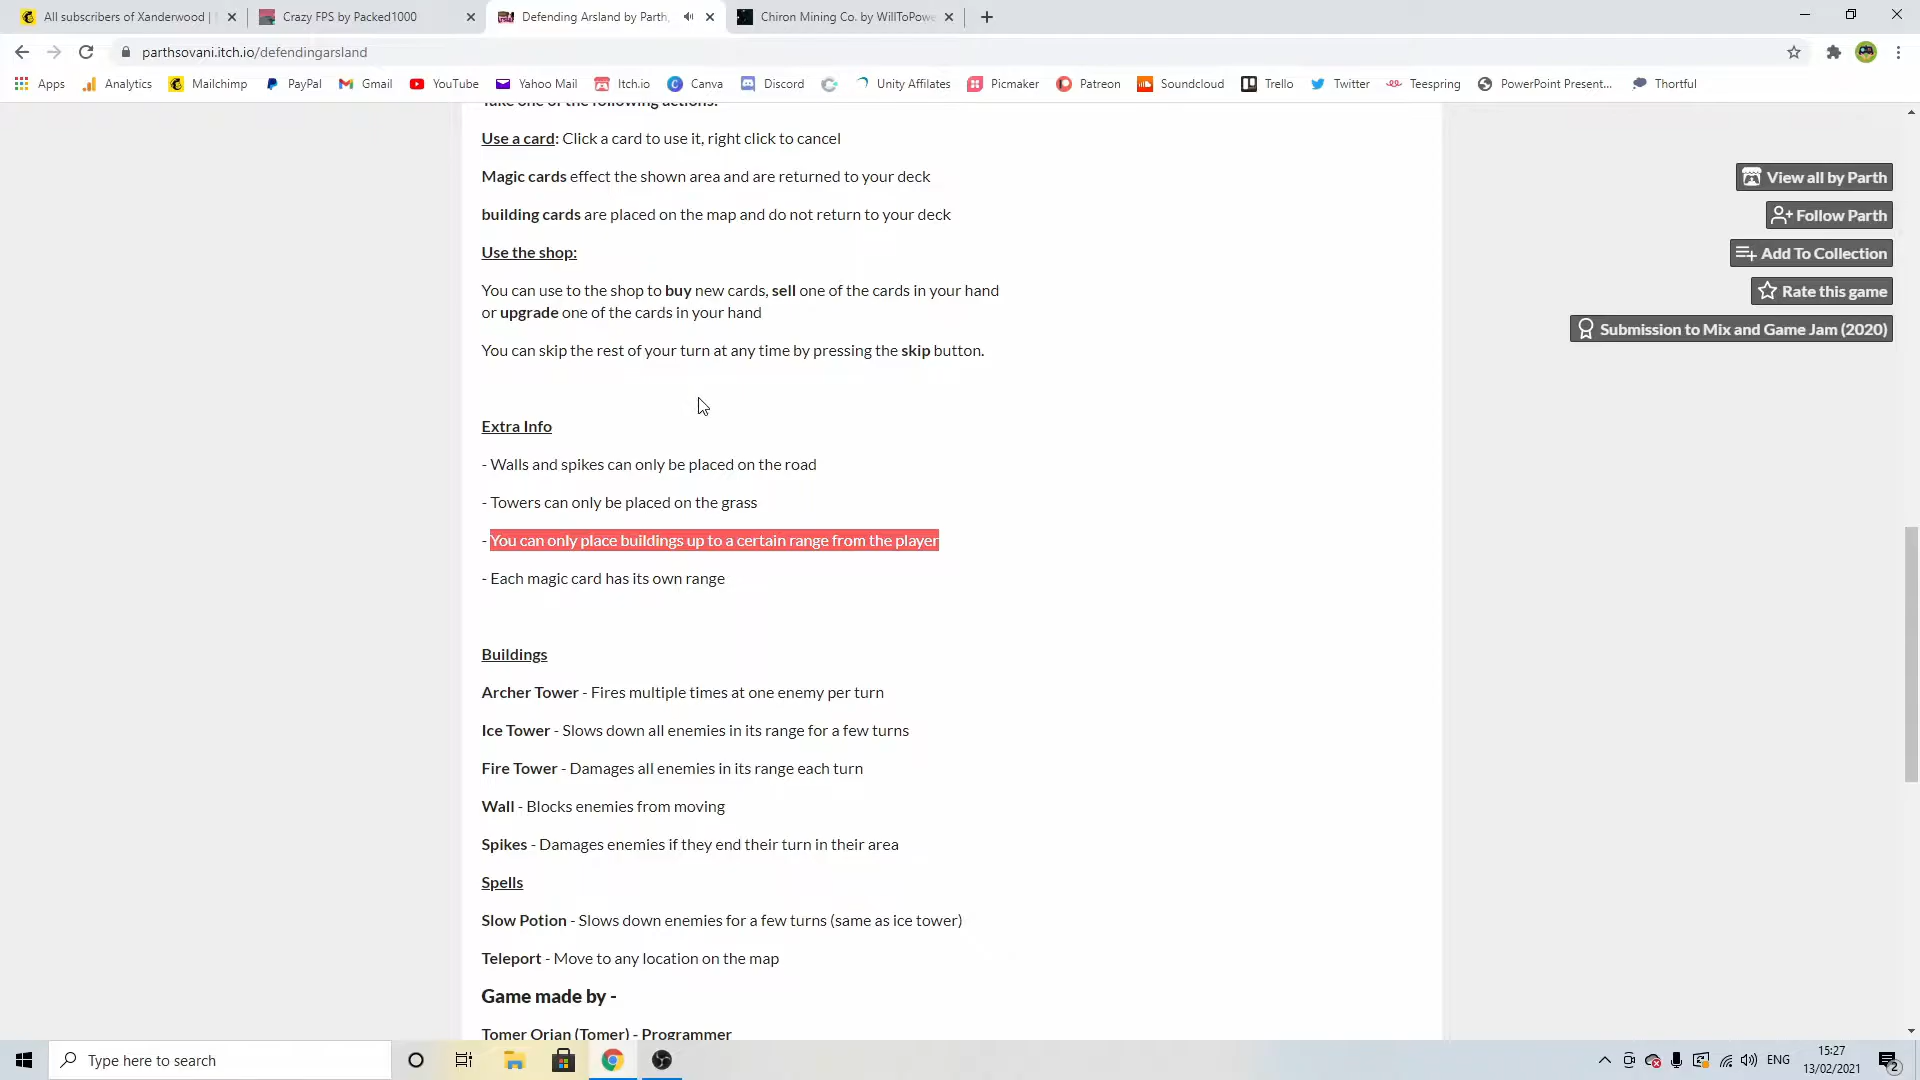 All subscribers of Xanderwood |
Crazy FPS by Packed1000
Defending Arsland by Parth,
Chiron Mining Co. by WillToPowe
parthsovani.itch.io/defendingarsland
Apps
Analytics
Mailchimp
PayPal
Gmail
YouTube
Yahoo Mail
Itch.io
Canva
Discord
Unity Affilates
Picmaker
Patreon
Soundcloud
Trello
Twitter
Teespring
PowerPoint Present...
Thortful
Take one of the following actions:
Use a card: Click a card to use it, right click to cancel
Magic cards effect the shown area and are returned to your deck
building cards are placed on the map and do not return to your deck
Use the shop:
You can use to the shop to buy new cards, sell one of the cards in your hand
or upgrade one of the cards in your hand
You can skip the rest of your turn at any time by pressing the skip button.
Extra Info
- Walls and spikes can only be placed on the road
- Towers can only be placed on the grass
- You can only place buildings up to a certain range from the player
- Each magic card has its own range
Buildings
Archer Tower - Fires multiple times at one enemy per turn
Ice Tower - Slows down all enemies in its range for a few turns
Fire Tower - Damages all enemies in its range each turn
Wall - Blocks enemies from moving
Spikes - Damages enemies if they end their turn in their area
Spells
Slow Potion - Slows down enemies for a few turns (same as ice tower)
Teleport - Move to any location on the map
Game made by -
Tomer Orian (Tomer) - Programmer
View all by Parth
Follow Parth
Add To Collection
Rate this game
Submission to Mix and Game Jam (2020)
Type here to search
ENG
15:27
13/02/2021
2